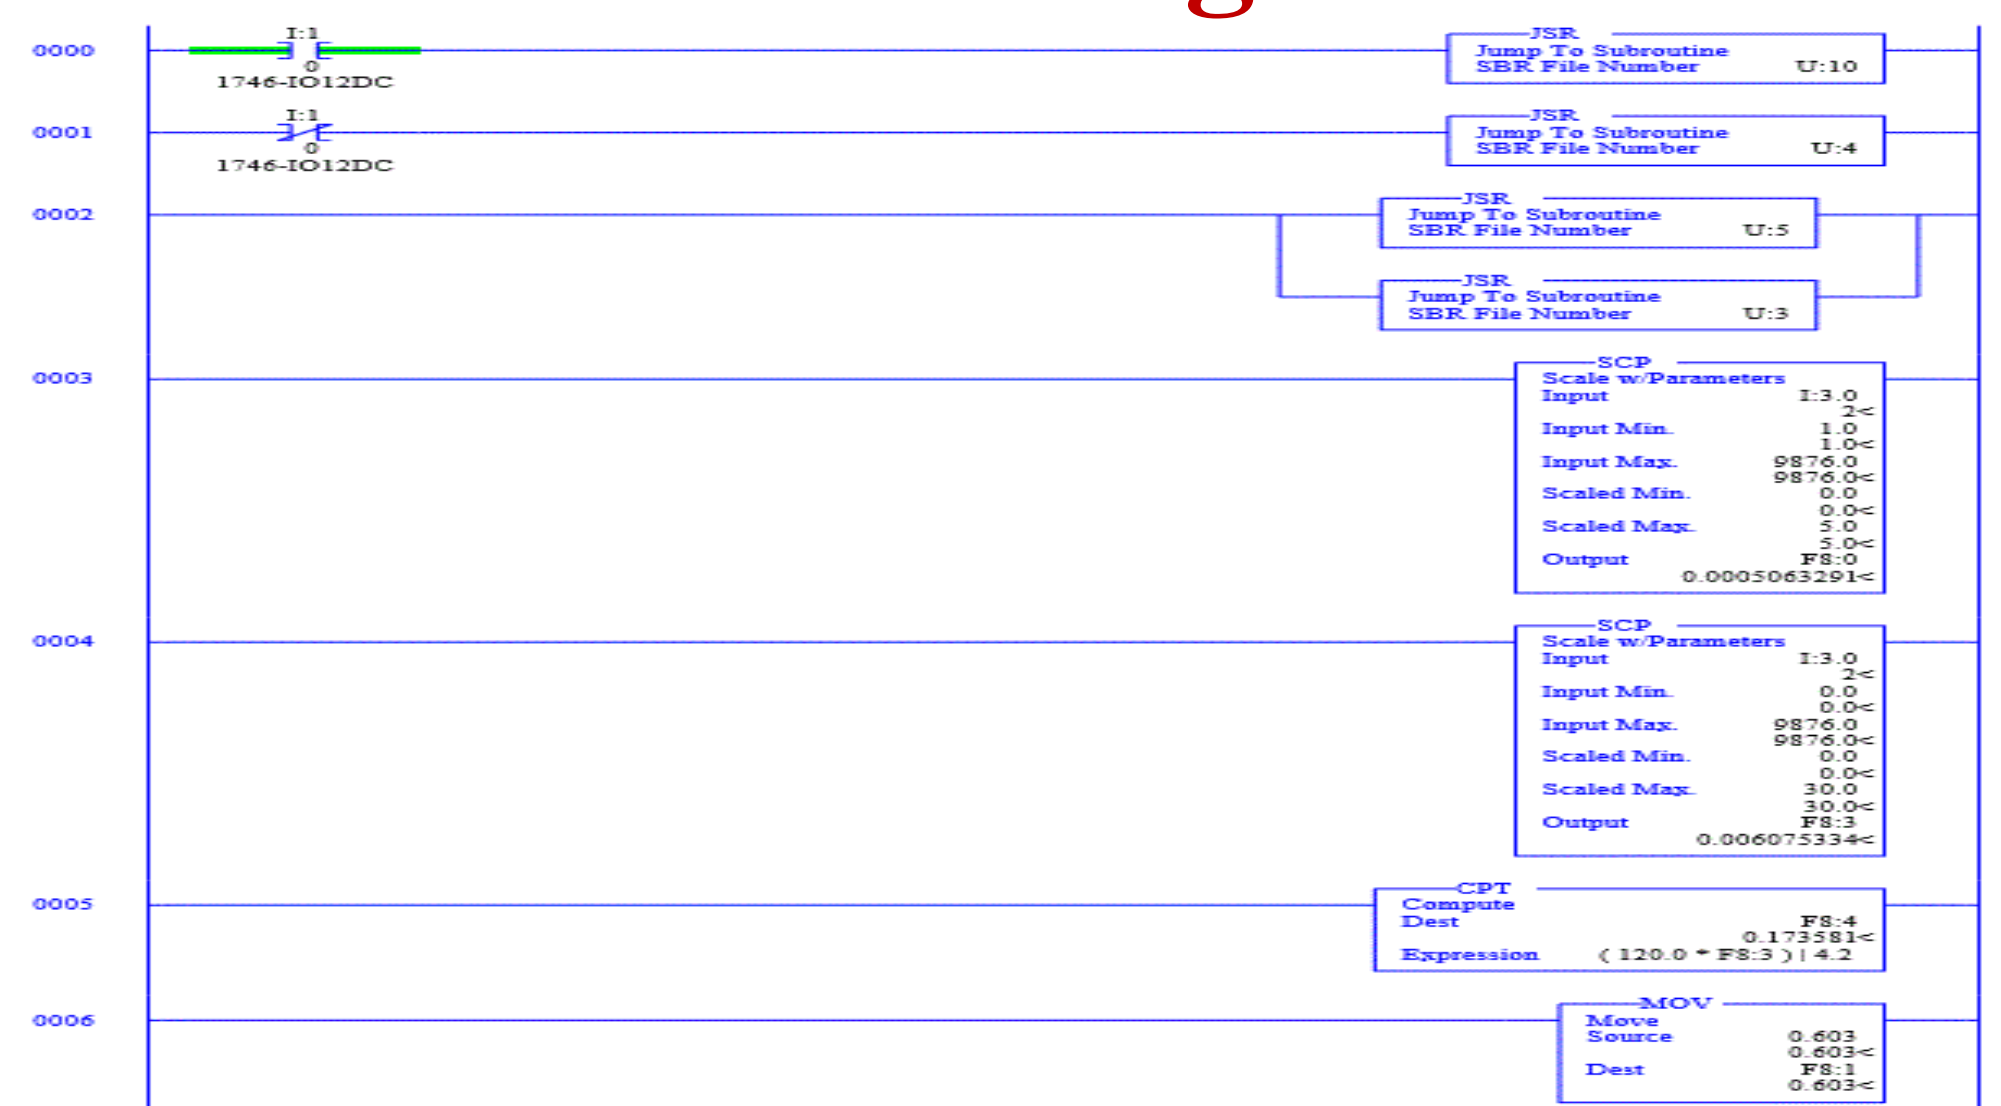 g
0000
I:1
0
1746-IO12DC
JSR
Jump To Subroutine
SBR File Number U:10
0001
I:1
0
1746-IO12DC
JSR
Jump To Subroutine
SBR File Number U:4
0002
JSR
Jump To Subroutine
SBR File Number U:5
JSR
Jump To Subroutine
SBR File Number U:3
0003
SCP
Scale w/Parameters
Input I:3.0
2<
Input Min. 1.0
1.0<
Input Max. 9876.0
9876.0<
Scaled Min. 0.0
0.0<
Scaled Max. 5.0
5.0<
Output F8:0
0.0005063291<
0004
SCP
Scale w/Parameters
Input I:3.0
2<
Input Min. 0.0
0.0<
Input Max. 9876.0
9876.0<
Scaled Min. 0.0
0.0<
Scaled Max. 30.0
30.0<
Output F8:3
0.006075334<
0005
CPT
Compute
Dest F8:4
0.173581<
Expression ( 120.0 * F8:3 ) | 4.2
0006
MOV
Move
Source 0.603
0.603<
Dest F8:1
0.603<